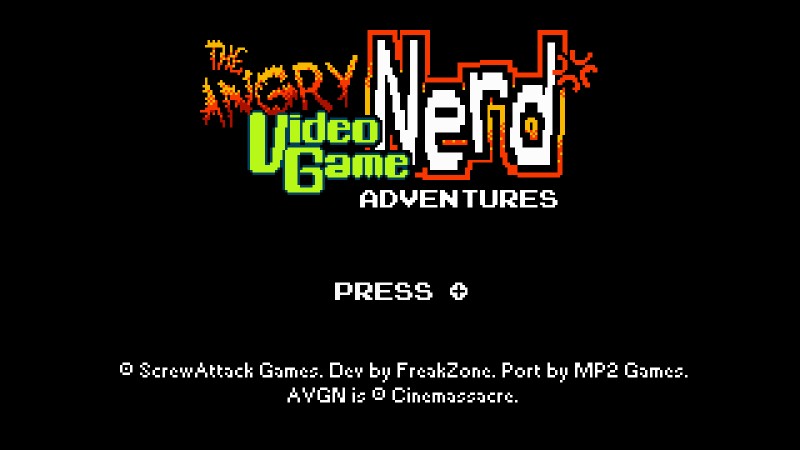 THE
ANGRY
Video
Game
Nerd
ADVENTURES
PRESS
© ScrewAttack Games. Dev by FreakZone. Port by MP2 Games.
AVGN is © Cinemassacre.